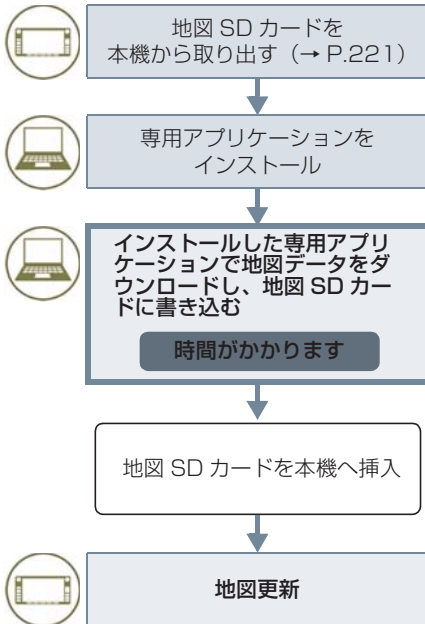 地図 SD カードを
本機から取り出す（→ P.221）
専用アプリケーションを
インストール
インストールした専用アプリ
ケーションで地図データをダ
ウンロードし、地図 SD カー
ドに書き込む
時間がかかります
地図 SD カードを本機へ挿入
地図更新